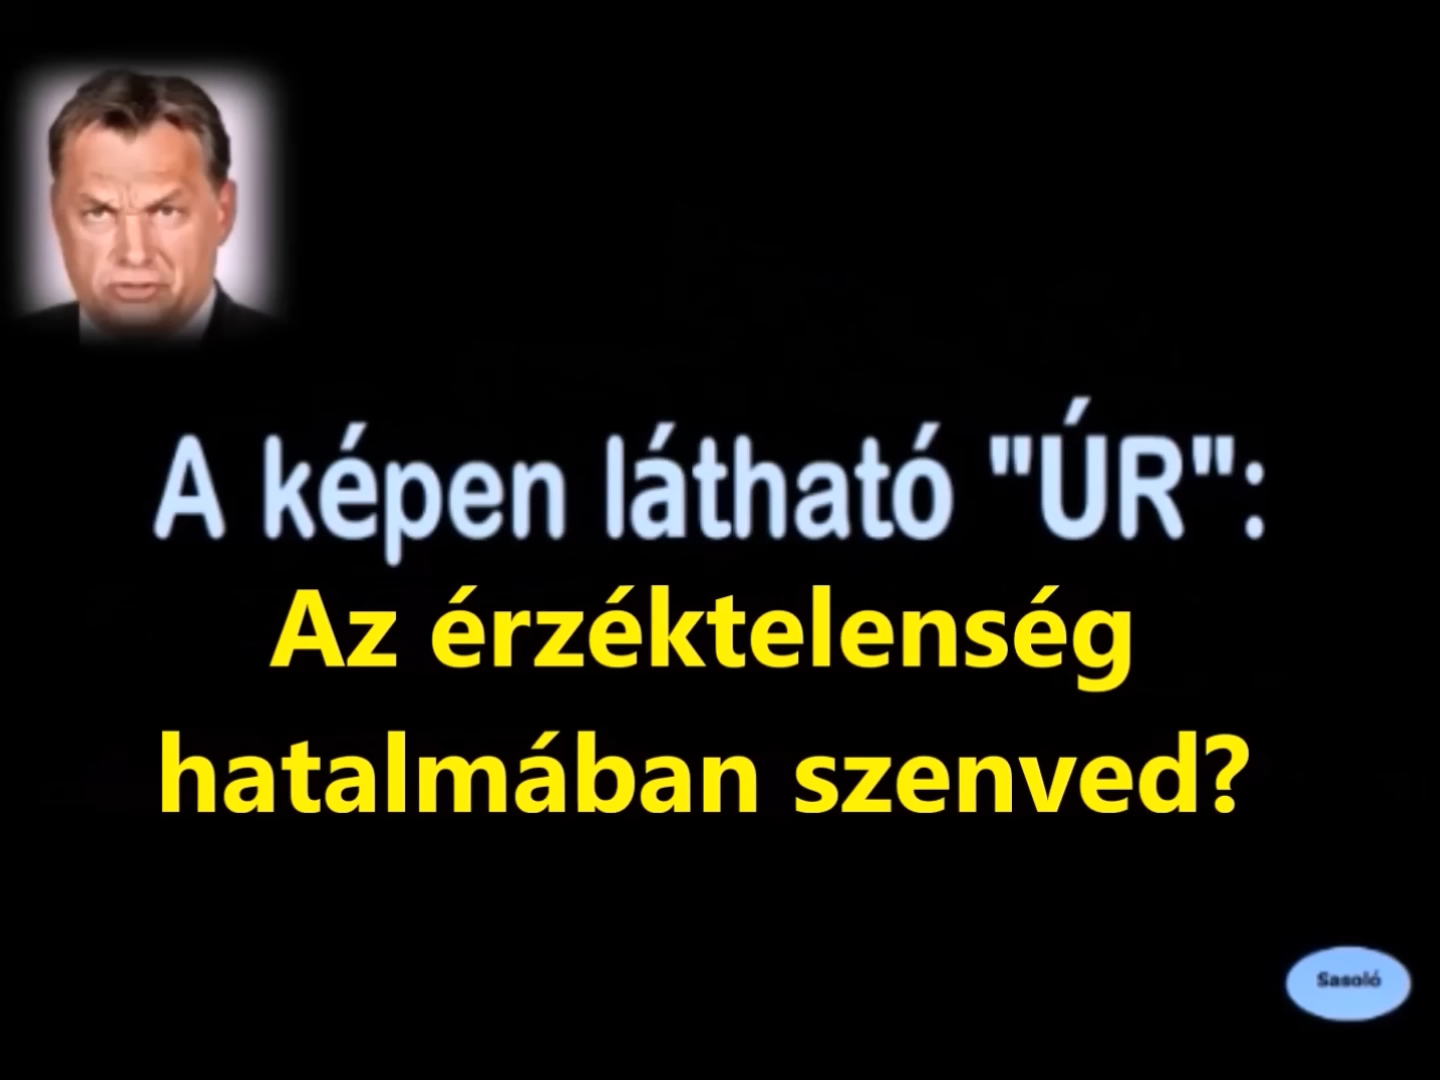 A képen látható "ÚR":
Az érzéktelenség
hatalmában szenved?
Sasoló